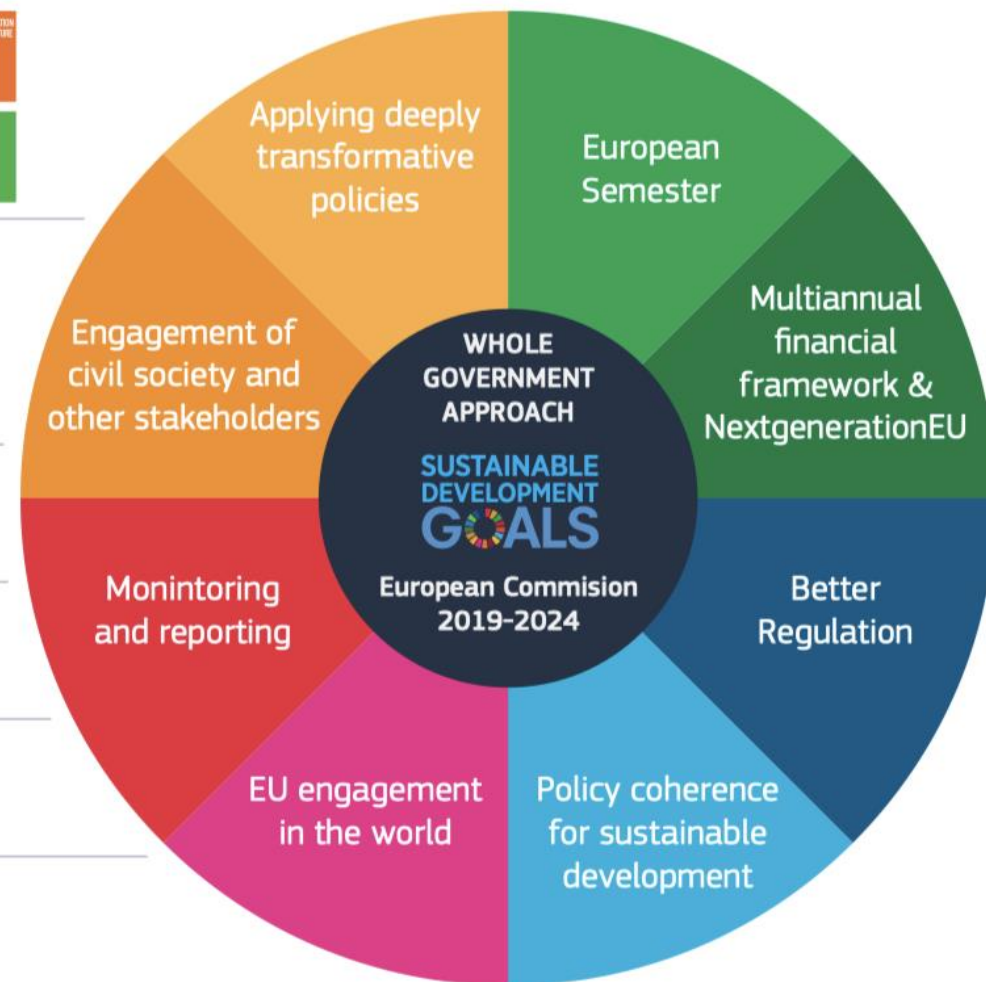 Applying deeply
transformative
policies
European
Semester
Multiannual
financial
framework &
NextgenerationEU
Better
Regulation
Policy coherence
for sustainable
development
EU engagement
in the world
Monintoring
and reporting
Engagement of
civil society and
other stakeholders
WHOLE
GOVERNMENT
APPROACH
SUSTAINABLE
DEVELOPMENT
GOALS
European Commision
2019-2024